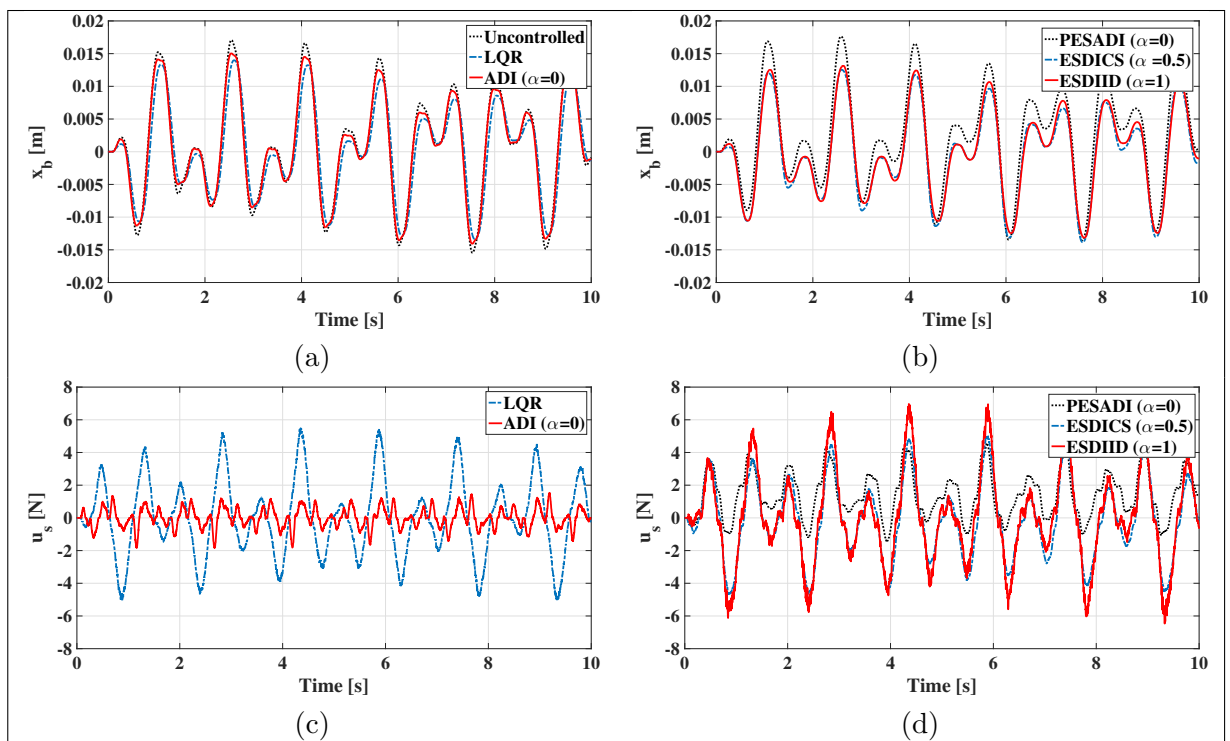 0.02
0.015
0.01
0.005
0
-0.005
-0.01
-0.015
-0.02
x_b [m]
Uncontrolled
LQR
ADI (α=0)
0 2 4 6 8 10
Time [s]
(a)
0.02
0.015
0.01
0.005
0
-0.005
-0.01
-0.015
-0.02
x_b [m]
PESADI (α=0)
ESDICS (α =0.5)
ESDIID (α=1)
0 2 4 6 8 10
Time [s]
(b)
8
6
4
2
0
-2
-4
-6
-8
u_s [N]
LQR
ADI (α=0)
0 2 4 6 8 10
Time [s]
(c)
8
6
4
2
0
-2
-4
-6
-8
u_s [N]
PESADI (α=0)
ESDICS (α=0.5)
ESDIID (α=1)
0 2 4 6 8 10
Time [s]
(d)